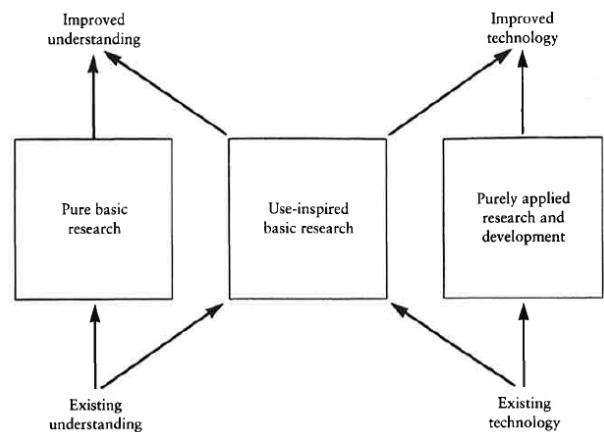 Improved
understanding
Improved
technology
Pure basic
research
Use-inspired
basic research
Purely applied
research and
development
Existing
understanding
Existing
technology